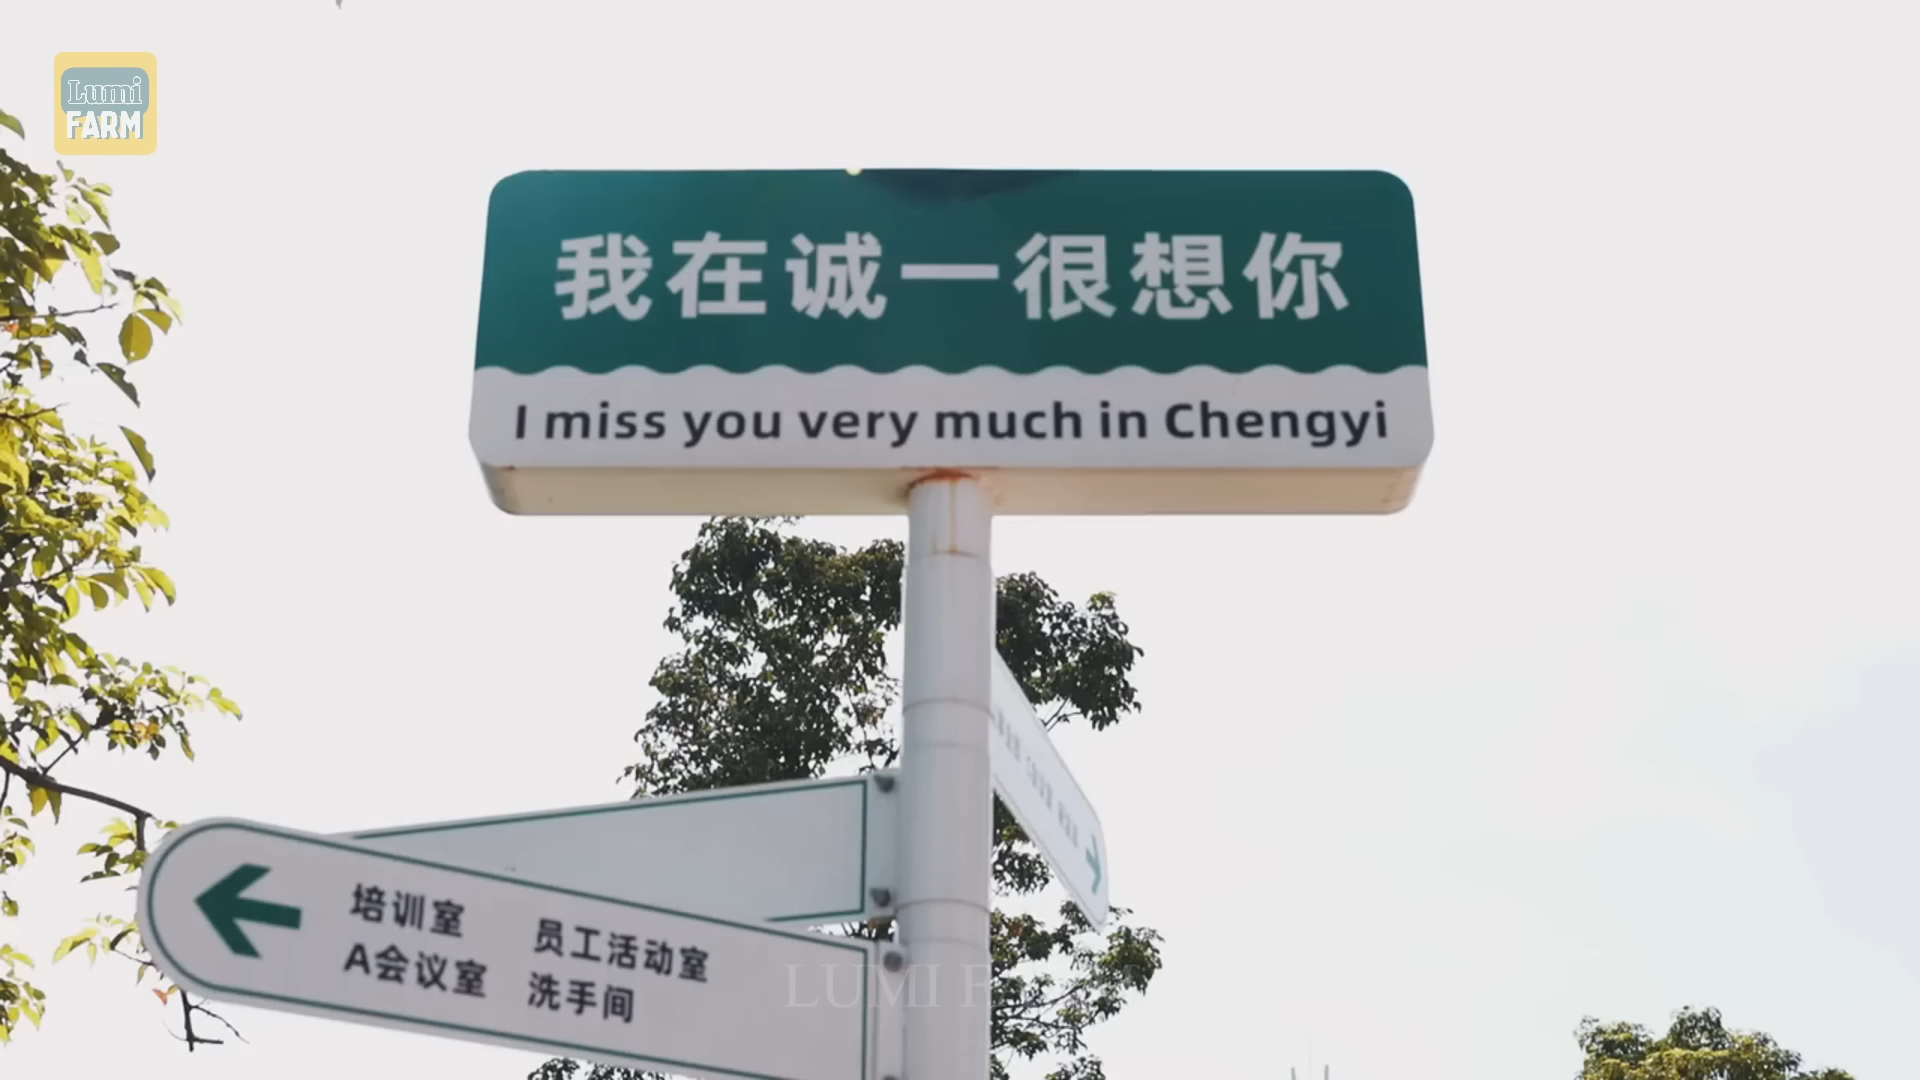 Lumi
FARM
我在诚一很想你
I miss you very much in Chengyi
培训室 员工活动室
A会议室 洗手间